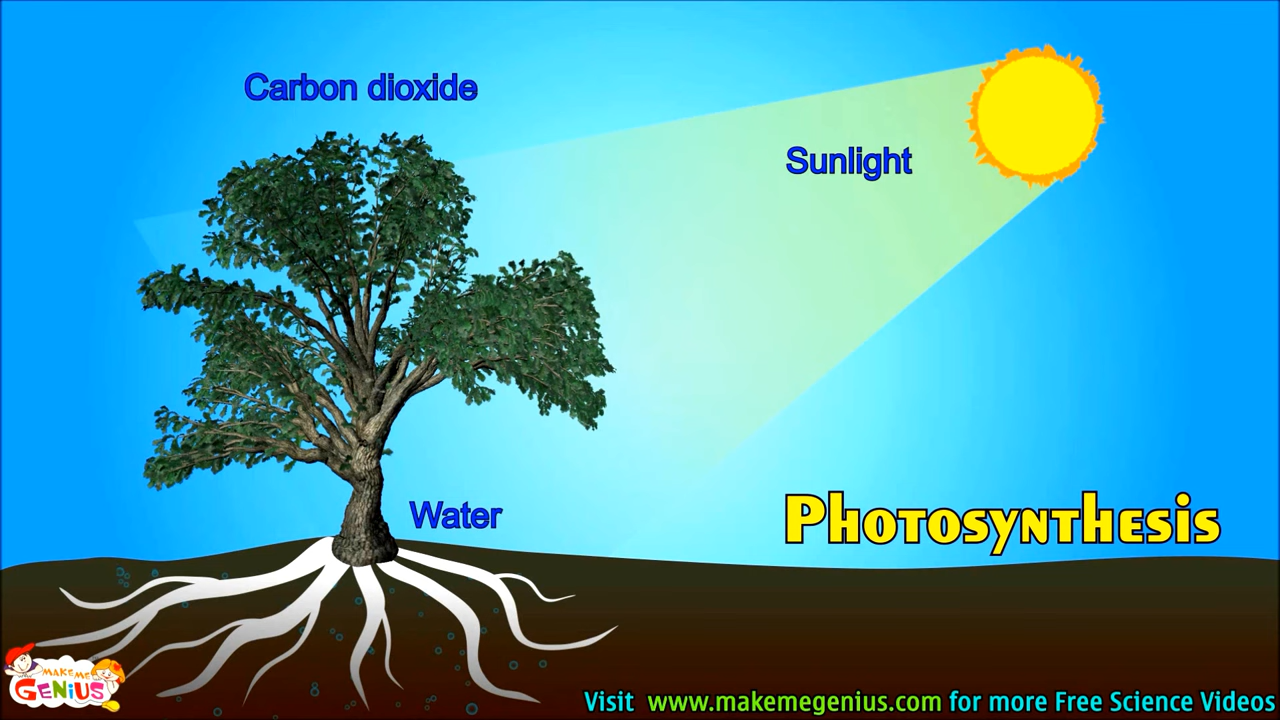 Carbon dioxide
Sunlight
Water
Photosynthesis
MAKE ME
GENiUS
Visit www.makemegenius.com for more Free Science Videos